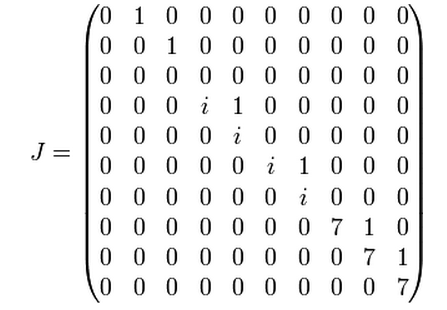 0 1 0 0 0 0 0 0 0 0
0 0 1 0 0 0 0 0 0 0
0 0 0 0 0 0 0 0 0 0
0 0 0 i 1 0 0 0 0 0
J = 0 0 0 0 i 0 0 0 0 0
0 0 0 0 0 i 1 0 0 0
0 0 0 0 0 0 i 0 0 0
0 0 0 0 0 0 0 7 1 0
0 0 0 0 0 0 0 0 7 1
0 0 0 0 0 0 0 0 0 7